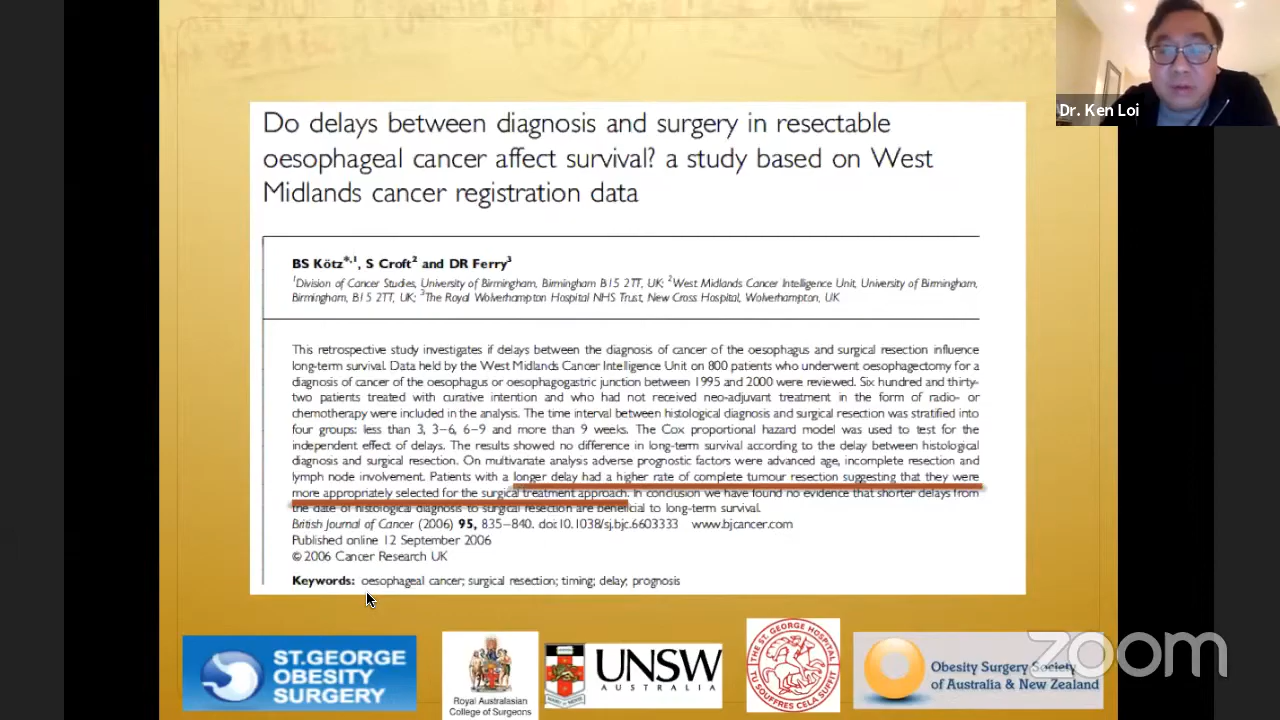 Do delays between diagnosis and surgery in resectable
oesophageal cancer affect survival? a study based on West
Midlands cancer registration data
Dr. Ken Loi
BS Kötz*,1, S Croft2 and DR Ferry3
1Division of Cancer Studies, University of Birmingham, Birmingham B15 2TT, UK; 2West Midlands Cancer Intelligence Unit, University of Birmingham,
Birmingham, B15 2TT, UK; 3The Royal Wolverhampton Hospital NHS Trust, New Cross Hospital, Wolverhampton, UK
This retrospective study investigates if delays between the diagnosis of cancer of the oesophagus and surgical resection influence
long-term survival. Data held by the West Midlands Cancer Intelligence Unit on 800 patients who underwent oesophagectomy for a
diagnosis of cancer of the oesophagus or oesophagogastric junction between 1995 and 2000 were reviewed. Six hundred and thirty-
two patients treated with curative intention and who had not received neo-adjuvant treatment in the form of radio- or
chemotherapy were included in the analysis. The time interval between histological diagnosis and surgical resection was stratified into
four groups: less than 3, 3–6, 6–9 and more than 9 weeks. The Cox proportional hazard model was used to test for the
independent effect of delays. The results showed no difference in long-term survival according to the delay between histological
diagnosis and surgical resection. On multivariate analysis adverse prognostic factors were advanced age, incomplete resection and
lymph node involvement. Patients with a longer delay had a higher rate of complete tumour resection suggesting that they were
more appropriately selected for the surgical treatment approach. In conclusion we have found no evidence that shorter delays from
the date of histological diagnosis to surgical resection are beneficial to long-term survival.
British Journal of Cancer (2006) 95, 835–840. doi:10.1038/sj.bjc.6603333 www.bjcancer.com
Published online 12 September 2006
© 2006 Cancer Research UK
Keywords: oesophageal cancer; surgical resection; timing; delay; prognosis
ST.GEORGE
OBESITY
SURGERY
Royal Australasian
College of Surgeons
UNSW
AUSTRALIA
THE ST. GEORGE HOSPITAL
TU SOUFFRES CELA SUFFIT
Obesity Surgery Society
of Australia & New Zealand
zoom